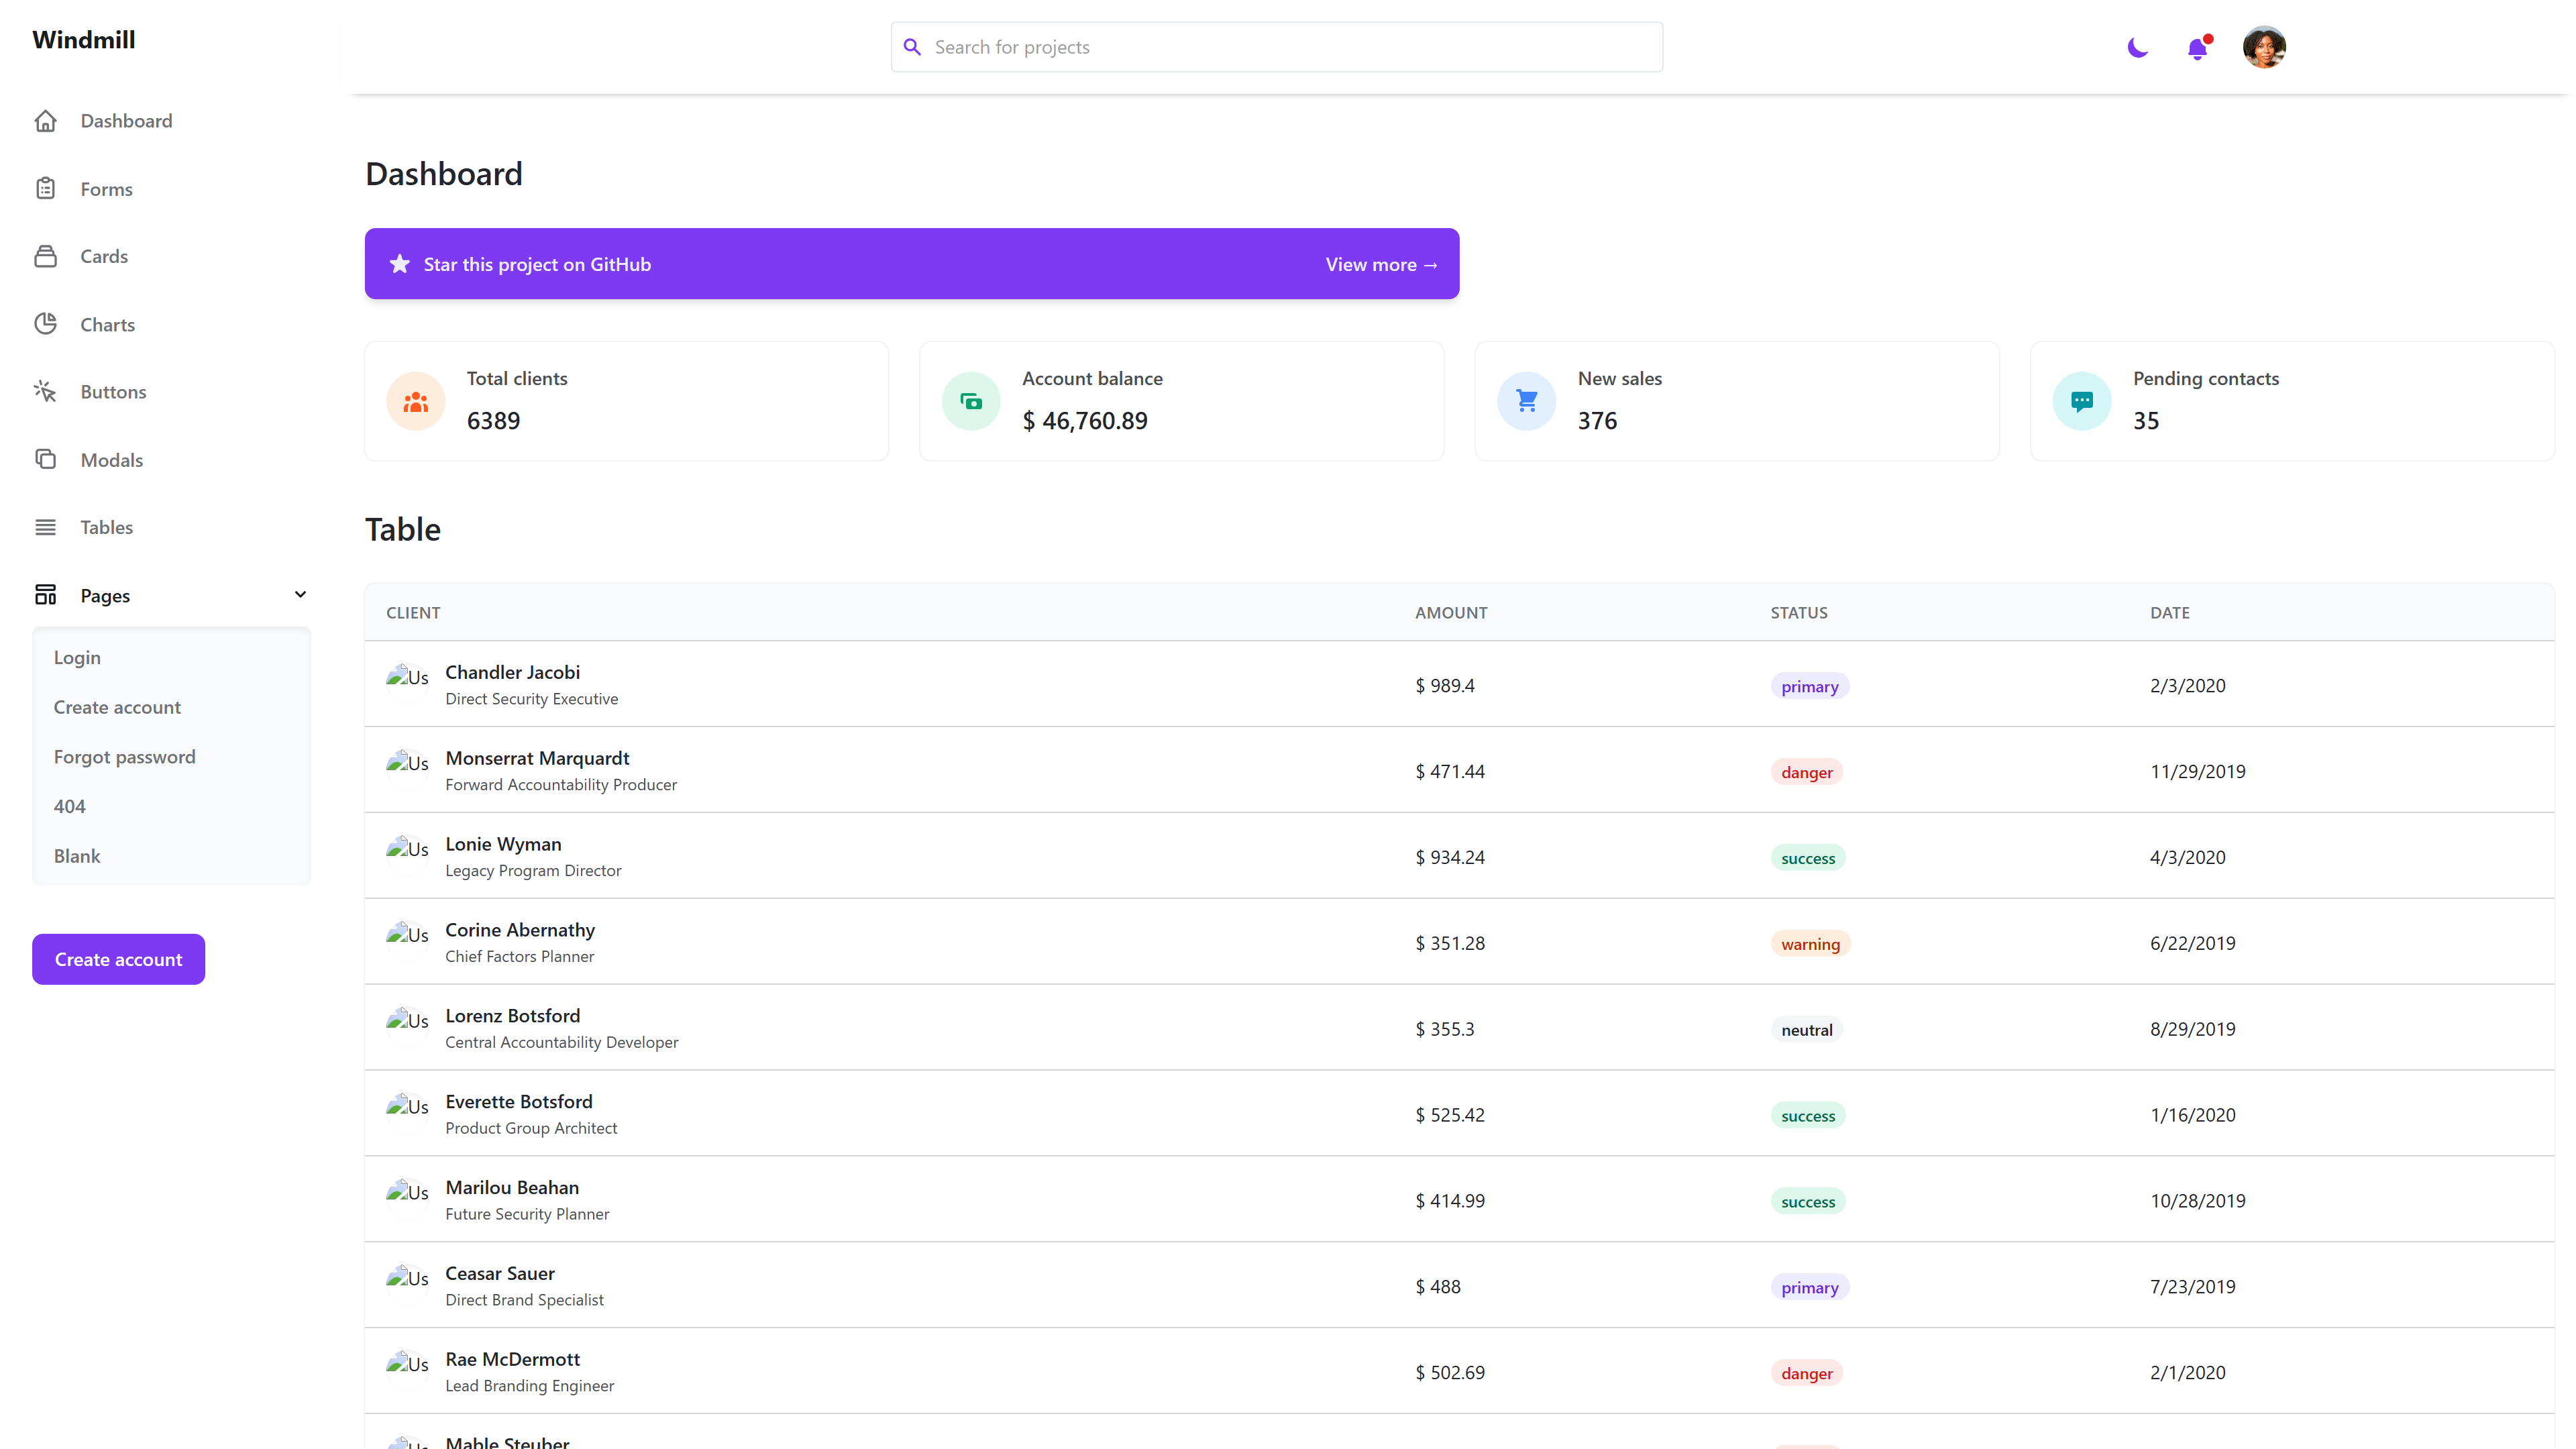 Windmill
Search for projects
Dashboard
Forms
Cards
Charts
Buttons
Modals
Tables
Pages
Login
Create account
Forgot password
404
Blank
Create account
Dashboard
Star this project on GitHub
View more →
Total clients
6389
Account balance
$ 46,760.89
New sales
376
Pending contacts
35
Table
CLIENT AMOUNT STATUS DATE
Us
Chandler Jacobi
Direct Security Executive
$ 989.4 primary 2/3/2020
Us
Monserrat Marquardt
Forward Accountability Producer
$ 471.44 danger 11/29/2019
Us
Lonie Wyman
Legacy Program Director
$ 934.24 success 4/3/2020
Us
Corine Abernathy
Chief Factors Planner
$ 351.28 warning 6/22/2019
Us
Lorenz Botsford
Central Accountability Developer
$ 355.3 neutral 8/29/2019
Us
Everette Botsford
Product Group Architect
$ 525.42 success 1/16/2020
Us
Marilou Beahan
Future Security Planner
$ 414.99 success 10/28/2019
Us
Ceasar Sauer
Direct Brand Specialist
$ 488 primary 7/23/2019
Us
Rae McDermott
Lead Branding Engineer
$ 502.69 danger 2/1/2020
Mable Steuber